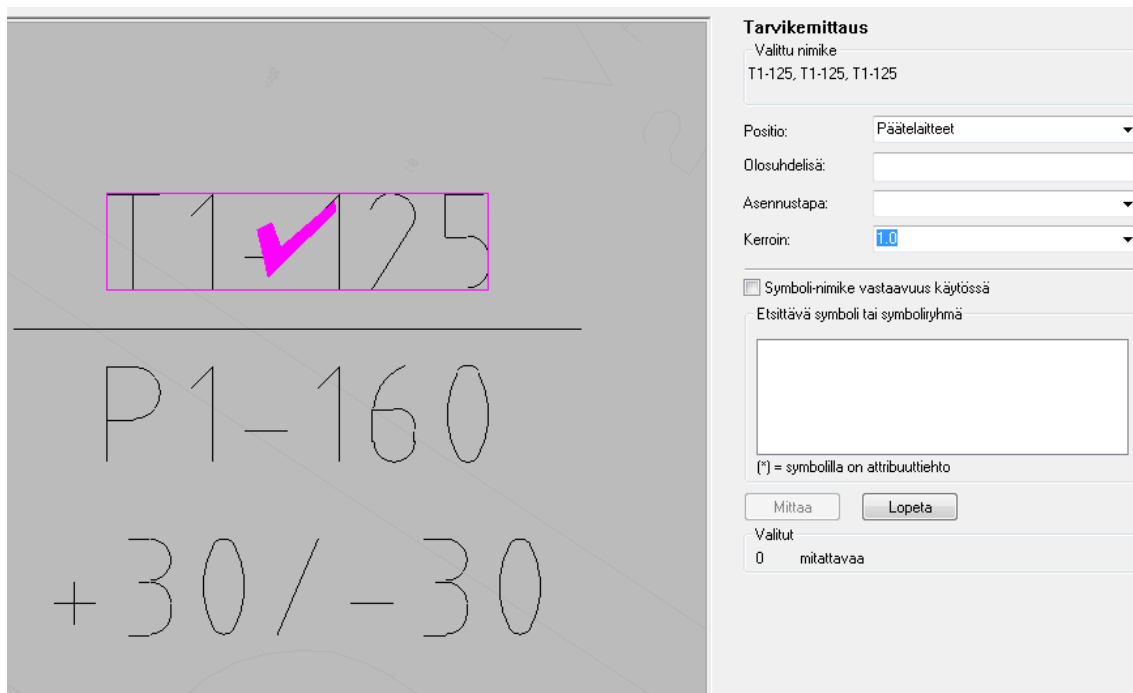 T1-125
P1-160
+30/-30
Tarvikemittaus
Valittu nimike
T1-125, T1-125, T1-125
Positio: Päätelaitteet
Olosuhdelisä:
Asennustapa:
Kerroin: 1.0
Symboli-nimike vastaavuus käytössä
Etsittävä symboli tai symboliryhmä
(*) = symbolilla on attribuuttiehto
Mittaa Lopeta
Valitut
0 mitattavaa